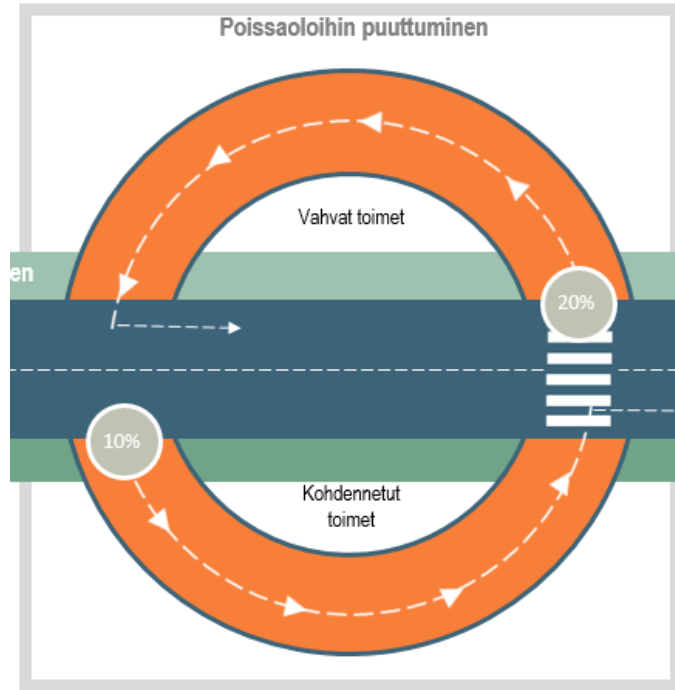 Poissaoloihin puuttuminen
Vahvat toimet
en
20%
10%
Kohdennetut
toimet